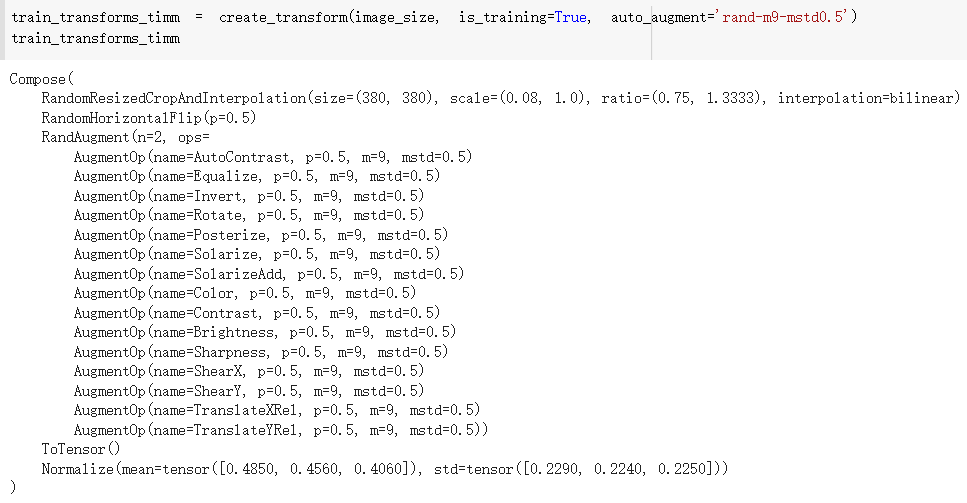 train_transforms_timm = create_transform(image_size, is_training=True, auto_augment='rand-m9-mstd0.5')
train_transforms_timm
Compose(
    RandomResizedCropAndInterpolation(size=(380, 380), scale=(0.08, 1.0), ratio=(0.75, 1.3333), interpolation=bilinear)
    RandomHorizontalFlip(p=0.5)
    RandAugment(n=2, ops=
        AugmentOp(name=AutoContrast, p=0.5, m=9, mstd=0.5)
        AugmentOp(name=Equalize, p=0.5, m=9, mstd=0.5)
        AugmentOp(name=Invert, p=0.5, m=9, mstd=0.5)
        AugmentOp(name=Rotate, p=0.5, m=9, mstd=0.5)
        AugmentOp(name=Posterize, p=0.5, m=9, mstd=0.5)
        AugmentOp(name=Solarize, p=0.5, m=9, mstd=0.5)
        AugmentOp(name=SolarizeAdd, p=0.5, m=9, mstd=0.5)
        AugmentOp(name=Color, p=0.5, m=9, mstd=0.5)
        AugmentOp(name=Contrast, p=0.5, m=9, mstd=0.5)
        AugmentOp(name=Brightness, p=0.5, m=9, mstd=0.5)
        AugmentOp(name=Sharpness, p=0.5, m=9, mstd=0.5)
        AugmentOp(name=ShearX, p=0.5, m=9, mstd=0.5)
        AugmentOp(name=ShearY, p=0.5, m=9, mstd=0.5)
        AugmentOp(name=TranslateXRel, p=0.5, m=9, mstd=0.5)
        AugmentOp(name=TranslateYRel, p=0.5, m=9, mstd=0.5))
    ToTensor()
    Normalize(mean=tensor([0.4850, 0.4560, 0.4060]), std=tensor([0.2290, 0.2240, 0.2250]))
)